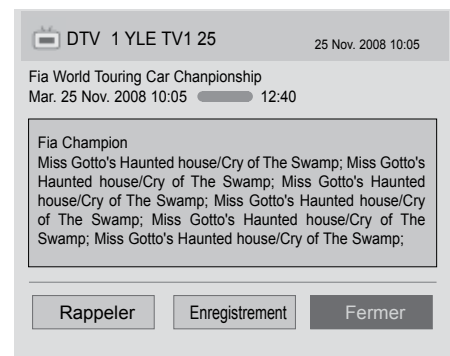 DTV 1 YLE TV1 25 25 Nov. 2008 10:05
Fia World Touring Car Chanpionship
Mar. 25 Nov. 2008 10:05 12:40
Fia Champion
Miss Gotto's Haunted house/Cry of The Swamp; Miss Gotto's
Haunted house/Cry of The Swamp; Miss Gotto's Haunted
house/Cry of The Swamp; Miss Gotto's Haunted house/Cry
of The Swamp; Miss Gotto's Haunted house/Cry of The
Swamp; Miss Gotto's Haunted house/Cry of The Swamp;
Rappeler Enregistrement Fermer